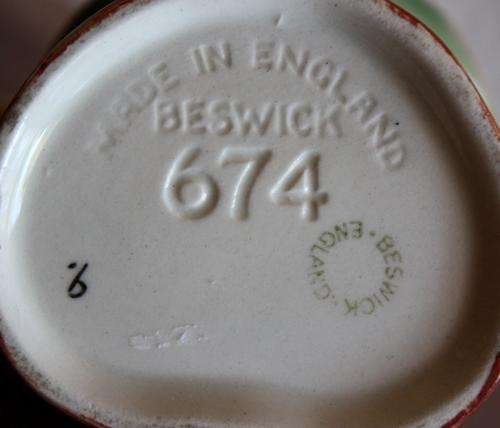 MADE IN ENGLAND
BESWICK
674
BESWICK · ENGLAND ·